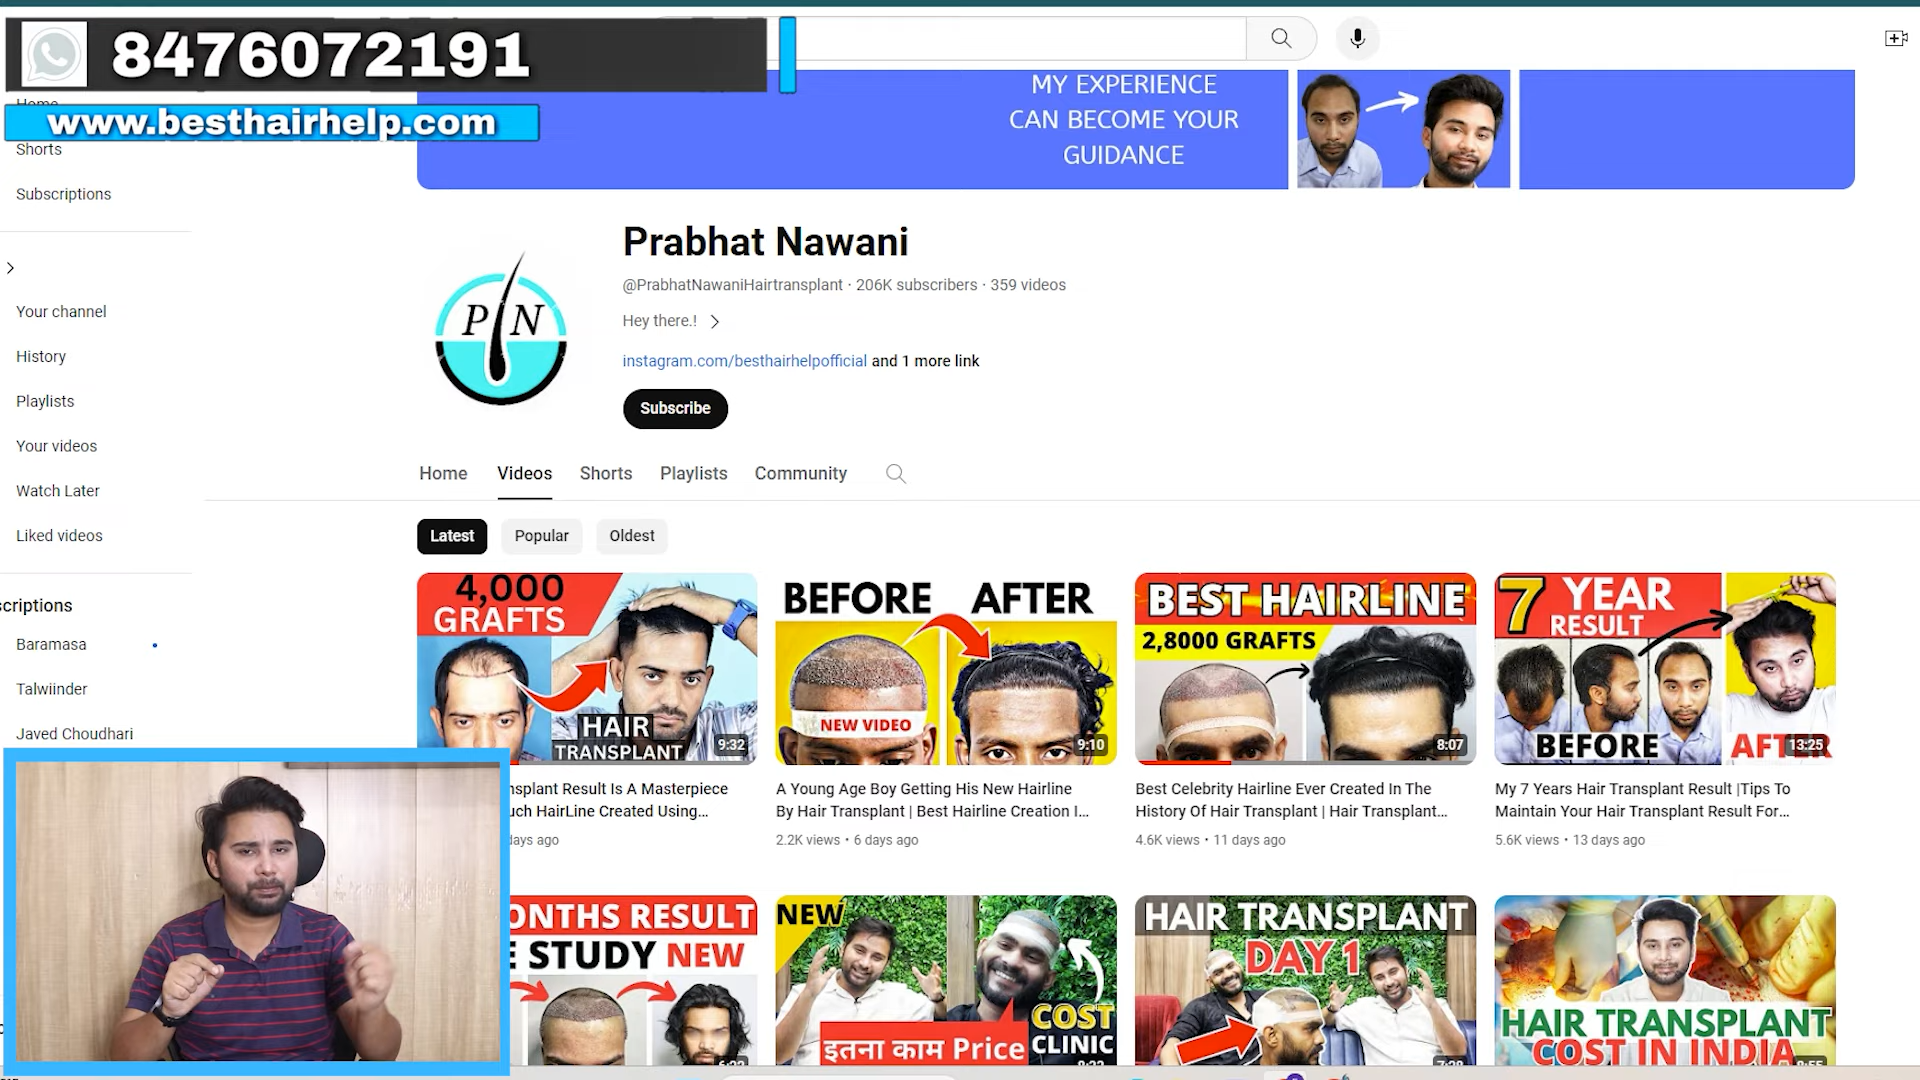 8476072191
www.besthairhelp.com
Home
Shorts
Subscriptions
Your channel
History
Playlists
Your videos
Watch Later
Liked videos
criptions
Baramasa
Talwiinder
Javed Choudhari
MY EXPERIENCE
CAN BECOME YOUR
GUIDANCE
Prabhat Nawani
@PrabhatNawaniHairtransplant · 206K subscribers · 359 videos
Hey there.!
instagram.com/besthairhelpofficial and 1 more link
Subscribe
P N
Home Videos Shorts Playlists Community
Latest Popular Oldest
4,000
GRAFTS
HAIR
TRANSPLANT
9:32
BEFORE AFTER
NEW VIDEO
9:10
BEST HAIRLINE
2,8000 GRAFTS
8:07
7 YEAR
RESULT
BEFORE AFTER
13:25
nsplant Result Is A Masterpiece
uch HairLine Created Using...
days ago
A Young Age Boy Getting His New Hairline
By Hair Transplant | Best Hairline Creation I...
2.2K views · 6 days ago
Best Celebrity Hairline Ever Created In The
History Of Hair Transplant | Hair Transplant...
4.6K views · 11 days ago
My 7 Years Hair Transplant Result |Tips To
Maintain Your Hair Transplant Result For...
5.6K views · 13 days ago
ONTHS RESULT
E STUDY NEW
NEW
COST
CLINIC
इतना काम Price
HAIR TRANSPLANT
DAY 1
HAIR TRANSPLANT
COST IN INDIA